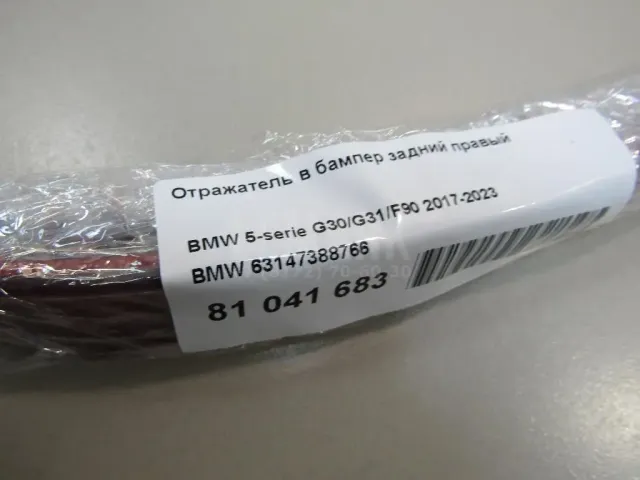 Отражатель в бампер задний правый
BMW 5-serie G30/G31/F90 2017-2023
BMW 63147388766
81 041 683